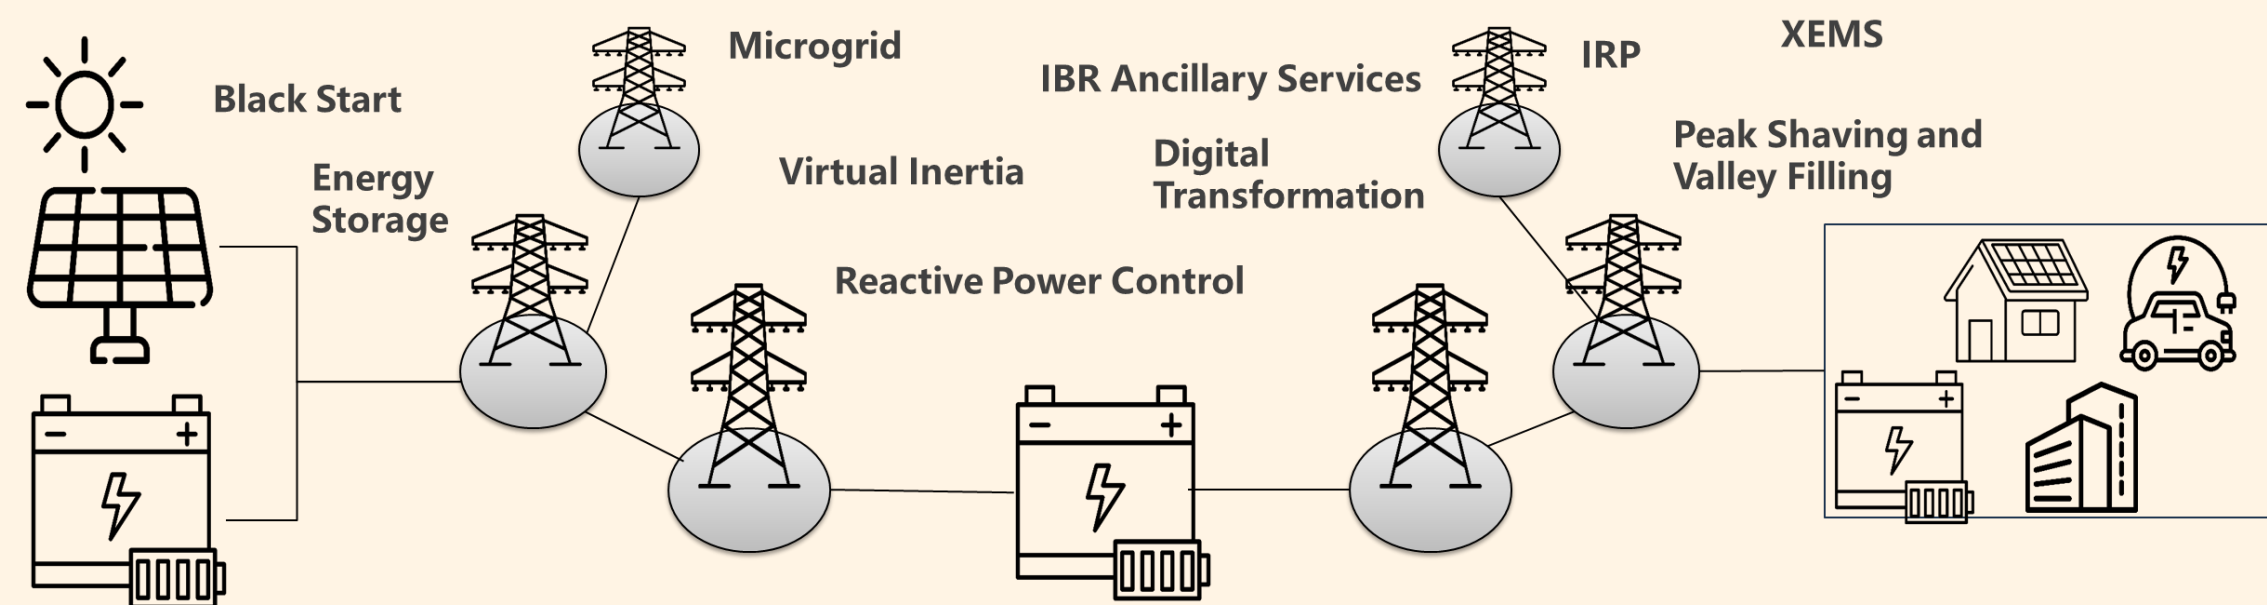 Black Start
Energy
Storage
Microgrid
Virtual Inertia
Reactive Power Control
IBR Ancillary Services
Digital
Transformation
IRP
XEMS
Peak Shaving and
Valley Filling